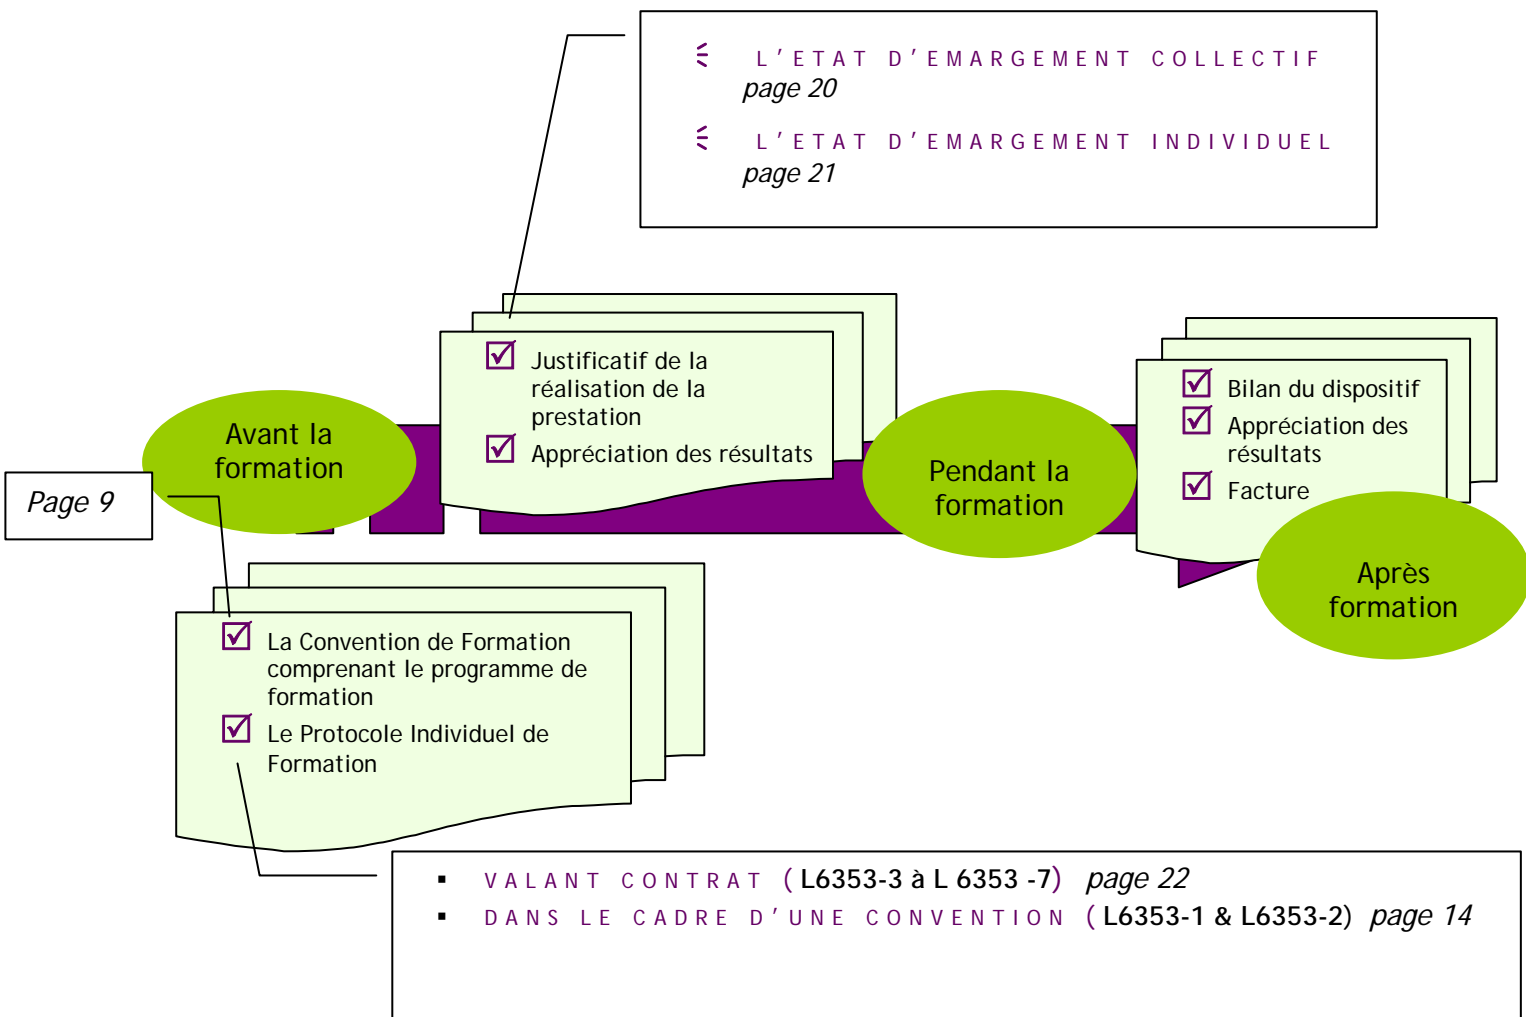 L'ETAT D'EMARGEMENT COLLECTIF
page 20
L'ETAT D'EMARGEMENT INDIVIDUEL
page 21
Justificatif de la
réalisation de la
prestation
Appréciation des résultats
Bilan du dispositif
Appréciation des
résultats
Facture
Avant la
formation
Pendant la
formation
Page 9
Après
formation
La Convention de Formation
comprenant le programme de
formation
Le Protocole Individuel de
Formation
▪ VALANT CONTRAT (L6353-3 à L 6353 -7) page 22
▪ DANS LE CADRE D'UNE CONVENTION (L6353-1 & L6353-2) page 14